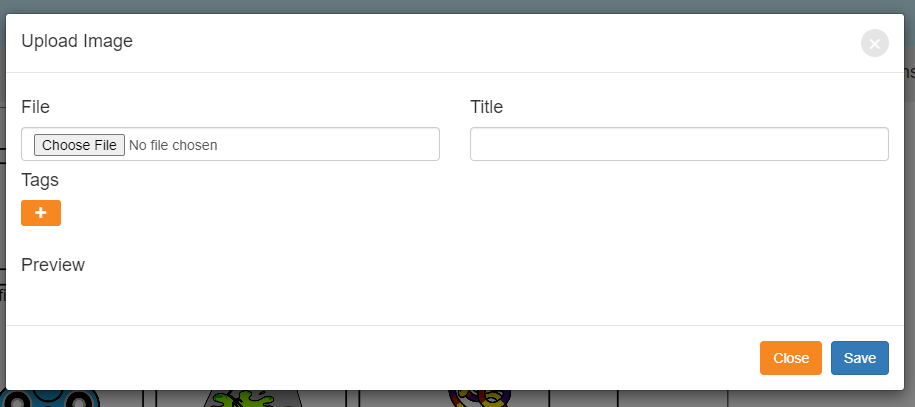 Upload Image
File
Title
Choose File No file chosen
Tags
+
Preview
Close
Save